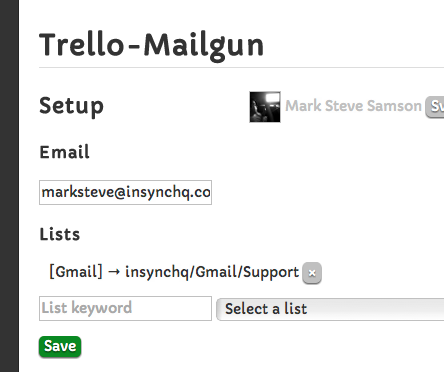 Trello-Mailgun
Setup
Mark Steve Samson
Email
marksteve@insynchq.co
Lists
[Gmail] → insynchq/Gmail/Support ×
List keyword
Select a list
Save